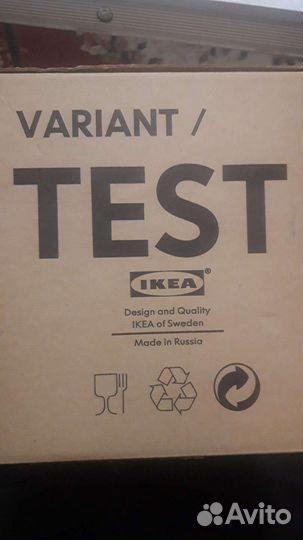 VARIANT /
TEST
IKEA®
Design and Quality
IKEA of Sweden
Made in Russia
Avito